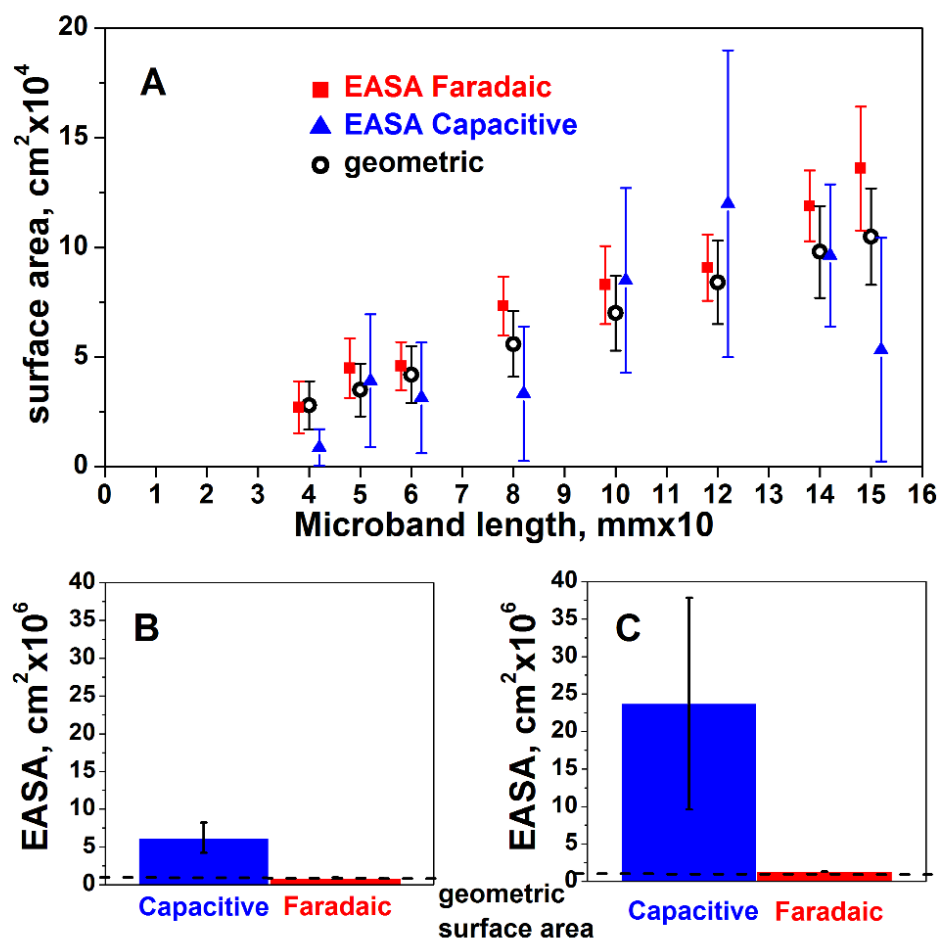 A
EASA Faradaic
EASA Capacitive
geometric
surface area, cm²x10⁴
20
15
10
5
0
0 1 2 3 4 5 6 7 8 9 10 11 12 13 14 15 16
Microband length, mmx10
B
EASA, cm²x10⁶
40
35
30
25
20
15
10
5
0
Capacitive Faradaic
geometric
surface area
C
EASA, cm²x10⁶
40
35
30
25
20
15
10
5
0
Capacitive Faradaic